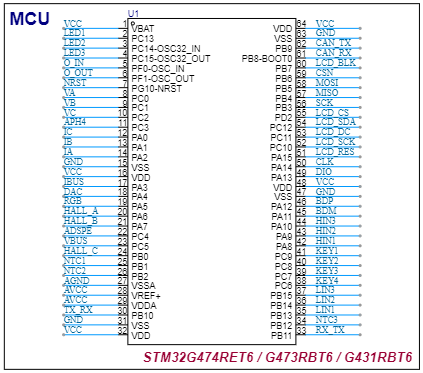 MCU
U1
VCC 1 VBAT VDD 64 VCC
LED1 2 PC13 VSS 63 GND
LED2 3 PC14-OSC32_IN PB9 62 CAN_TX
LED3 4 PC15-OSC32_OUT PB8-BOOT0 61 CAN_RX
O_IN 5 PF0-OSC_IN PB7 60 LCD_BLK
O_OUT 6 PF1-OSC_OUT PB6 59 CSN
NRST 7 PG10-NRST PB5 58 MOSI
VA 8 PC0 PB4 57 MISO
VB 9 PC1 PB3 56 SCK
VC 10 PC2 PD2 55 LCD_CS
APH4 11 PC3 PC12 54 LCD_SDA
IC 12 PA0 PC11 53 LCD_DC
IB 13 PA1 PC10 52 LCD_SCK
IA 14 PA2 PA15 51 LCD_RES
GND 15 VSS PA14 50 CLK
VCC 16 VDD PA13 49 DIO
IBUS 17 PA3 VDD 48 VCC
DAC 18 PA4 VSS 47 GND
RGB 19 PA5 PA12 46 BDP
HALL_A 20 PA6 PA11 45 BDM
HALL_B 21 PA7 PA10 44 HIN3
ADSPE 22 PC4 PA9 43 HIN2
VBUS 23 PC5 PA8 42 HIN1
HALL_C 24 PB0 PC9 41 KEY1
NTC1 25 PB1 PC8 40 KEY2
NTC2 26 PB2 PC7 39 KEY3
AGND 27 VSSA PC6 38 KEY4
AVCC 28 VREF+ PB15 37 LIN3
AVCC 29 VDDA PB14 36 LIN2
TX_RX 30 PB10 PB13 35 LIN1
GND 31 VSS PB12 34 NTC3
VCC 32 VDD PB11 33 RX_TX
STM32G474RET6 / G473RBT6 / G431RBT6